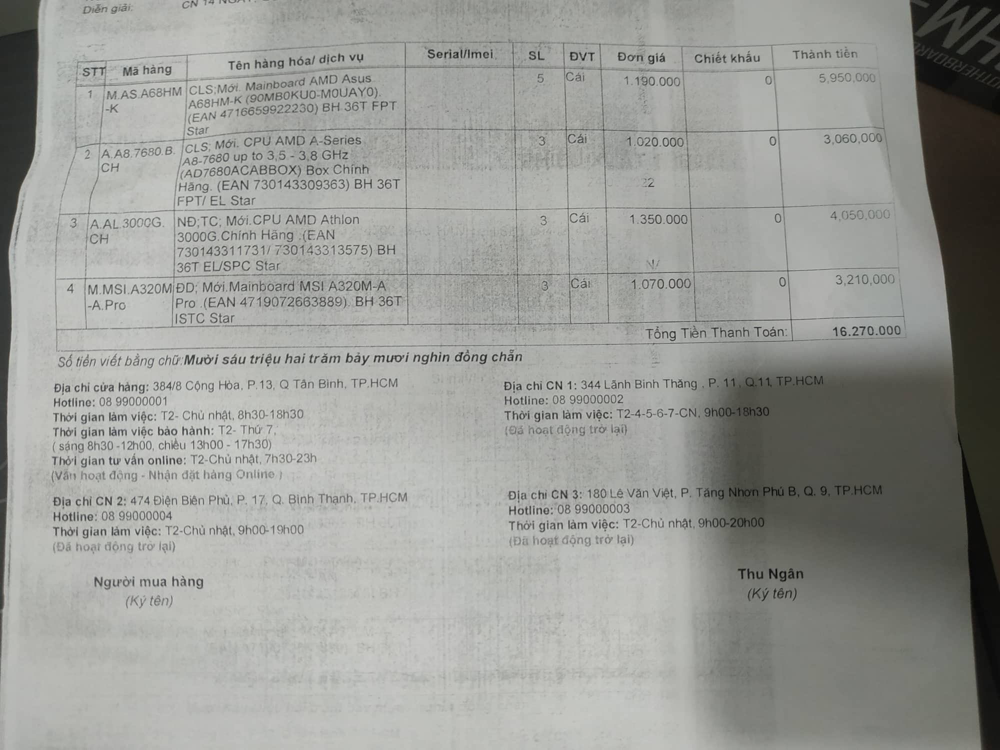 Diễn giải:
CN 14
STT Mã hàng Tên hàng hóa/ dịch vụ Serial/Imei SL ĐVT Đơn giá Chiết khấu Thành tiền
1 M.AS.A68HM CLS;Mới. Mainboard AMD Asus 5 Cái 1.190.000 0 5,950,000
-K A68HM-K (90MB0KU0-M0UAY0).
(EAN 4716659922230) BH 36T FPT
Star
2 A.A8.7680.B. CLS; Mới. CPU AMD A-Series 3 Cái 1.020.000 0 3,060,000
CH A8-7680 up to 3,5 - 3,8 GHz
(AD7680ACABBOX) Box Chính
Hãng. (EAN 730143309363) BH 36T
FPT/ EL Star
3 A.AL.3000G. NĐ;TC; Mới.CPU AMD Athlon 3 Cái 1.350.000 0 4,050,000
CH 3000G.Chính Hãng .(EAN
730143311731/ 730143313575) BH
36T EL/SPC Star
4 M.MSI.A320M ĐD; Mới.Mainboard MSI A320M-A 3 Cái 1.070.000 0 3,210,000
-A.Pro Pro .(EAN 4719072663889). BH 36T
ISTC Star
Tổng Tiền Thanh Toán: 16.270.000
Số tiền viết bằng chữ:Mười sáu triệu hai trăm bảy mươi nghìn đồng chẵn
Địa chỉ cửa hàng: 384/8 Cộng Hòa, P.13, Q Tân Bình, TP.HCM
Hotline: 08 99000001
Thời gian làm việc: T2- Chủ nhật, 8h30-18h30
Thời gian làm việc bảo hành: T2- Thứ 7,
( sáng 8h30 -12h00, chiều 13h00 - 17h30)
Thời gian tư vấn online: T2-Chủ nhật, 7h30-23h
(Vẫn hoạt động - Nhận đặt hàng Online )
Địa chỉ CN 1: 344 Lãnh Binh Thăng , P. 11, Q.11, TP.HCM
Hotline: 08 99000002
Thời gian làm việc: T2-4-5-6-7-CN, 9h00-18h30
(Đã hoạt động trở lại)
Địa chỉ CN 2: 474 Điện Biên Phủ, P. 17, Q. Bình Thạnh, TP.HCM
Hotline: 08 99000004
Thời gian làm việc: T2-Chủ nhật, 9h00-19h00
(Đã hoạt động trở lại)
Địa chỉ CN 3: 180 Lê Văn Việt, P. Tăng Nhơn Phú B, Q. 9, TP.HCM
Hotline: 08 99000003
Thời gian làm việc: T2-Chủ nhật, 9h00-20h00
(Đã hoạt động trở lại)
Người mua hàng
(Ký tên)
Thu Ngân
(Ký tên)